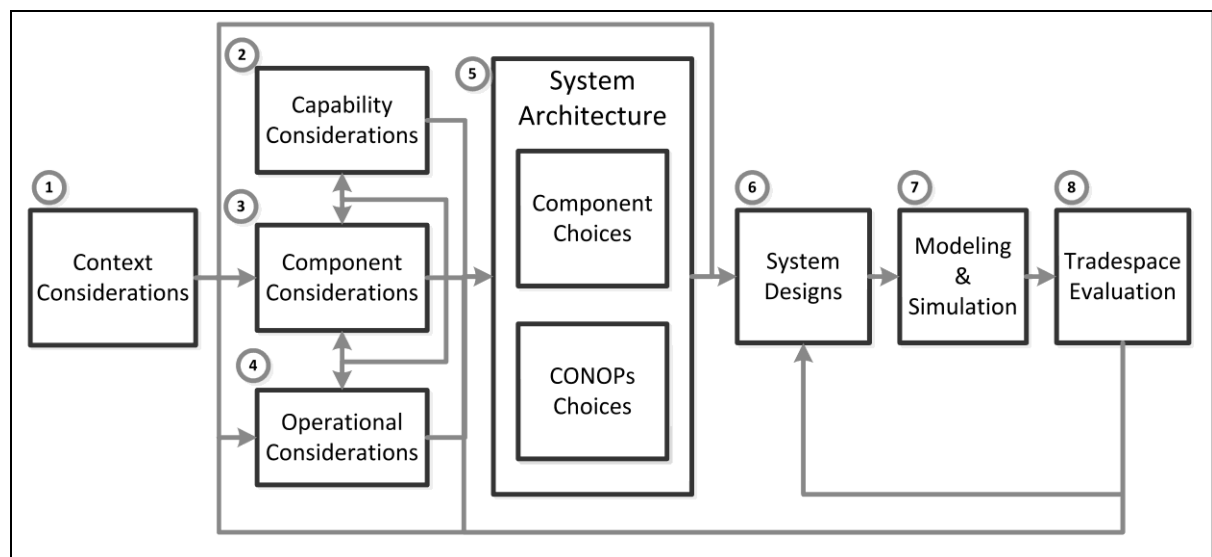 1
Context
Considerations
2
Capability
Considerations
3
Component
Considerations
4
Operational
Considerations
5
System
Architecture
Component
Choices
CONOPs
Choices
6
System
Designs
7
Modeling
&
Simulation
8
Tradespace
Evaluation